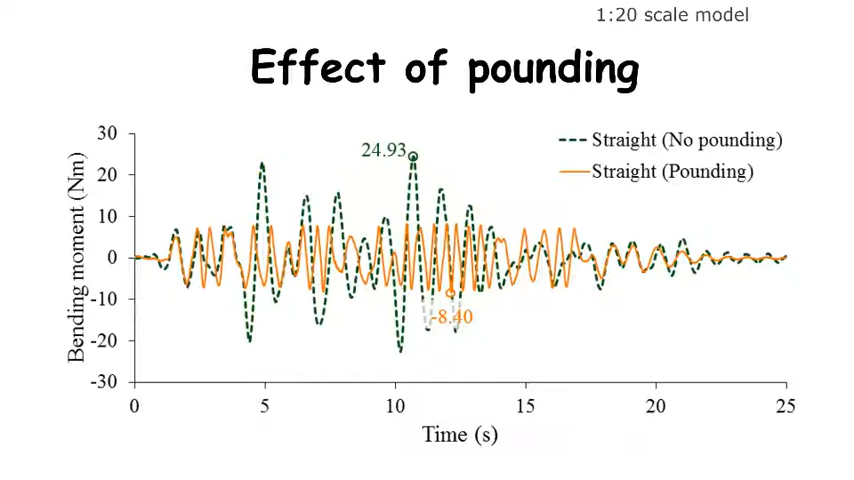 1:20 scale model
Effect of pounding
30
20
10
0
-10
-20
-30
Bending moment (Nm)
24.93
-8.40
Straight (No pounding)
Straight (Pounding)
0 5 10 15 20 25
Time (s)